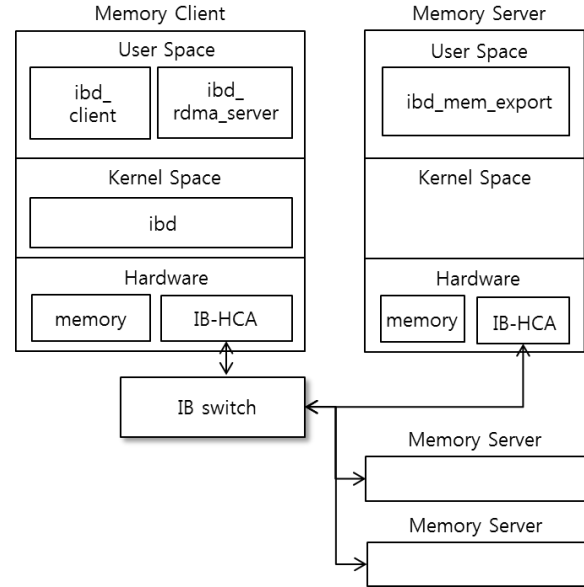 Memory Client
User Space
ibd_
client
ibd_
rdma_server
Kernel Space
ibd
Hardware
memory
IB-HCA
IB switch
Memory Server
User Space
ibd_mem_export
Kernel Space
Hardware
memory
IB-HCA
Memory Server
Memory Server